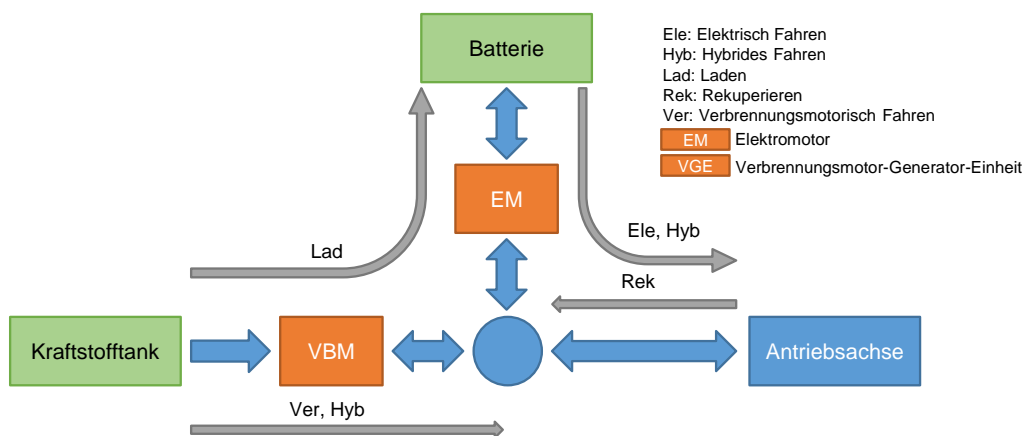 Batterie
Ele: Elektrisch Fahren
Hyb: Hybrides Fahren
Lad: Laden
Rek: Rekuperieren
Ver: Verbrennungsmotorisch Fahren
EM Elektromotor
VGE Verbrennungsmotor-Generator-Einheit
EM
Ele, Hyb
Lad
Rek
Kraftstofftank
VBM
Antriebsachse
Ver, Hyb